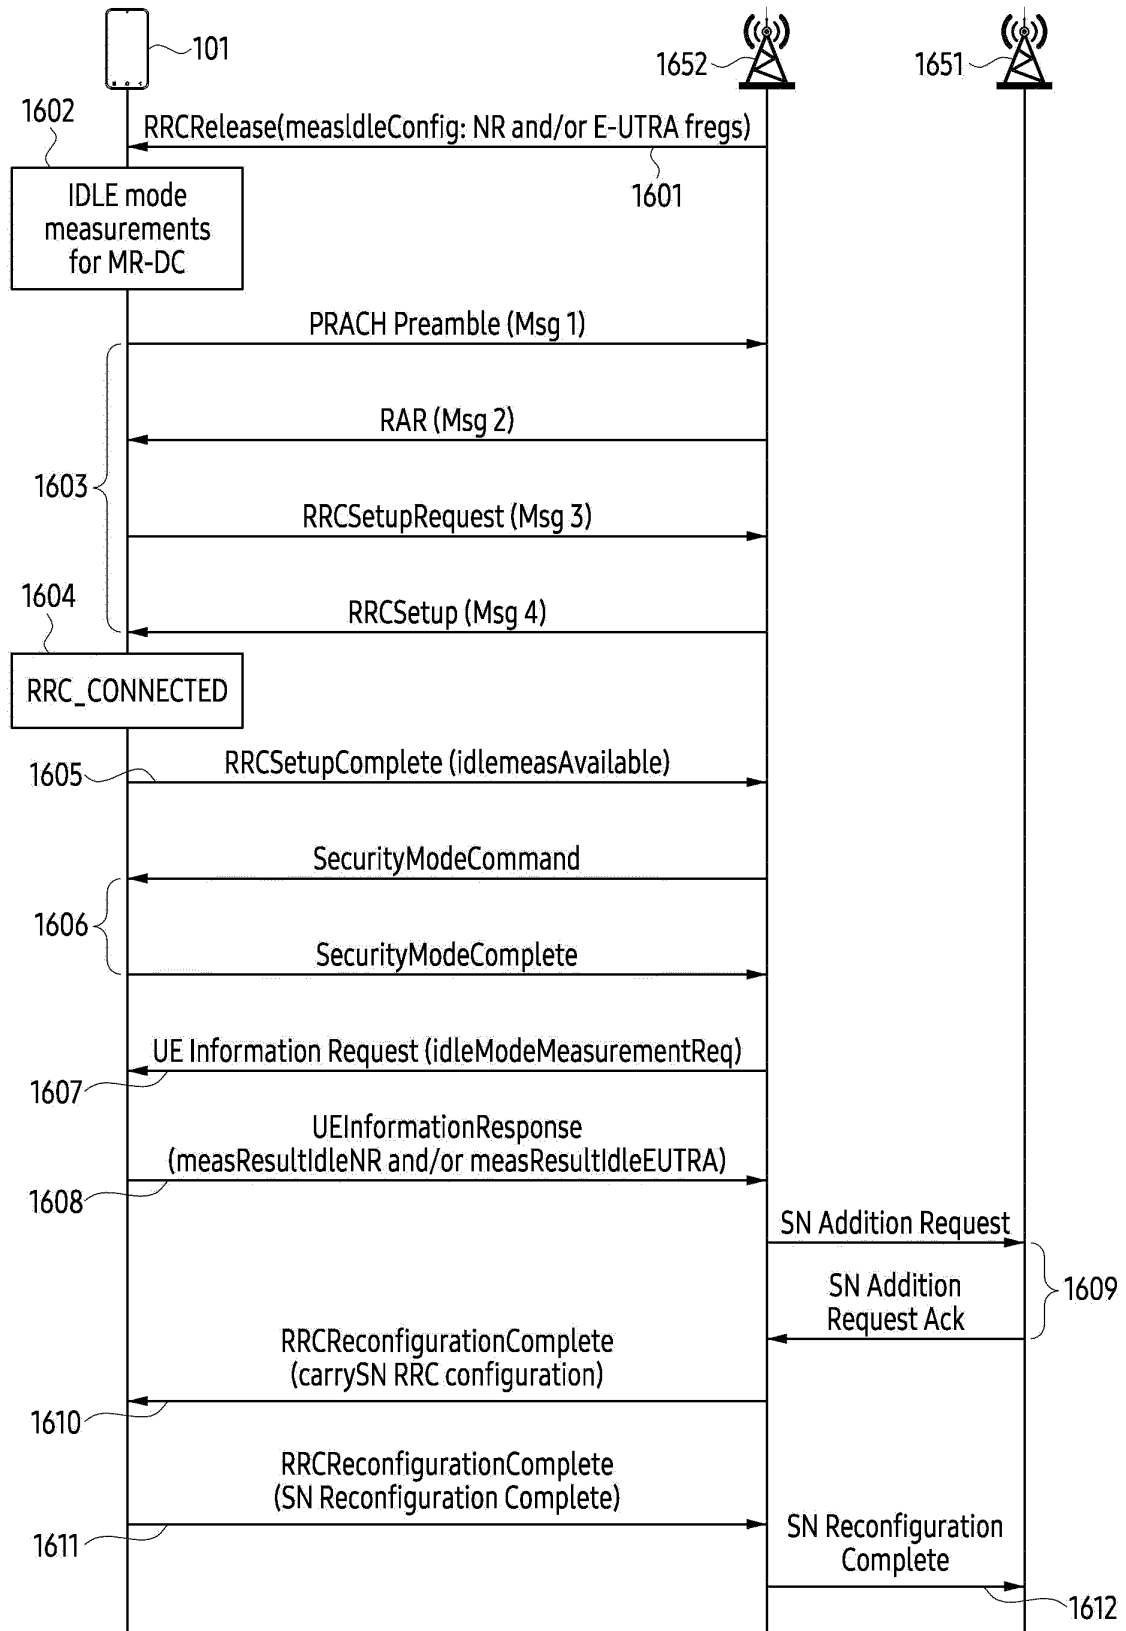 101
1652
1651
1602
RRCRelease(measIdleConfig: NR and/or E-UTRA fregs)
1601
IDLE mode
measurements
for MR-DC
PRACH Preamble (Msg 1)
RAR (Msg 2)
1603
RRCSetupRequest (Msg 3)
1604
RRCSetup (Msg 4)
RRC_CONNECTED
RRCSetupComplete (idlemeasAvailable)
1605
SecurityModeCommand
1606
SecurityModeComplete
UE Information Request (idleModeMeasurementReq)
1607
UEInformationResponse
(measResultIdleNR and/or measResultIdleEUTRA)
1608
SN Addition Request
SN Addition
Request Ack
1609
RRCReconfigurationComplete
(carrySN RRC configuration)
1610
RRCReconfigurationComplete
(SN Reconfiguration Complete)
1611
SN Reconfiguration
Complete
1612